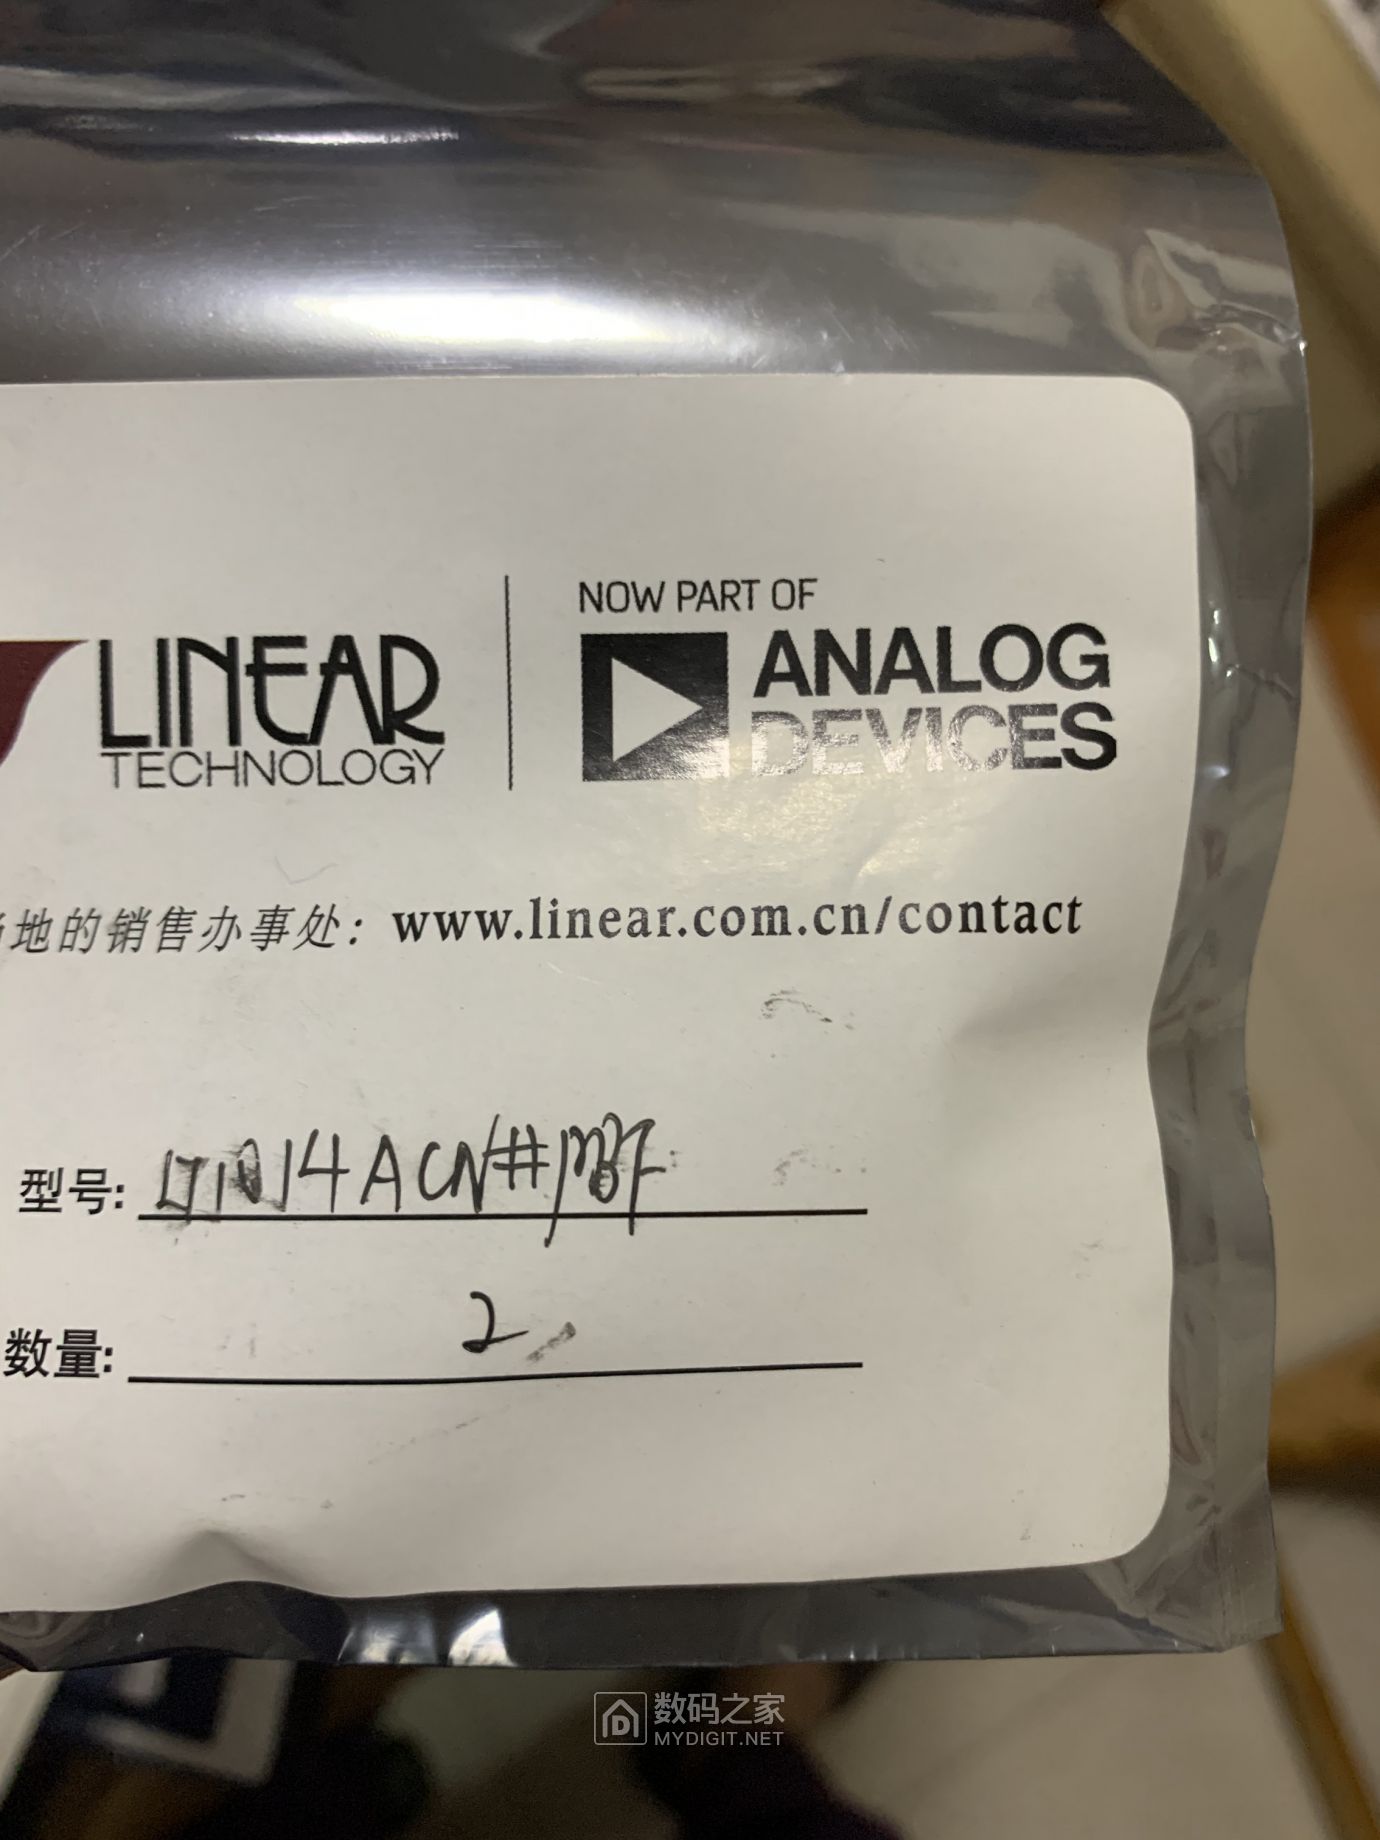 NOW PART OF
LINEAR
TECHNOLOGY
ANALOG
DEVICES
地的销售办事处: www.linear.com.cn/contact
型号: LT1014ACN#PBF
数量: 2
数码之家
MYDIGIT.NET